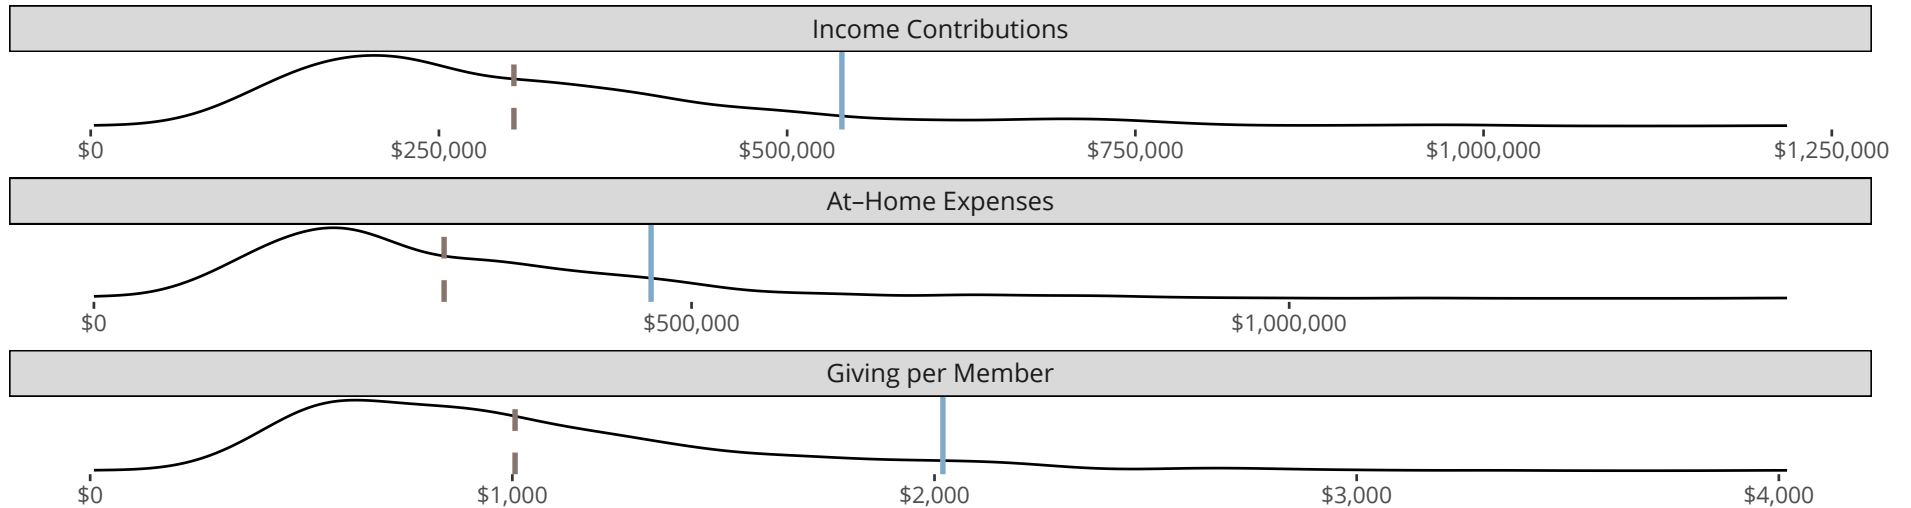 Income Contributions
$0 $250,000 $500,000 $750,000 $1,000,000 $1,250,000
At–Home Expenses
$0 $500,000 $1,000,000
Giving per Member
$0 $1,000 $2,000 $3,000 $4,000